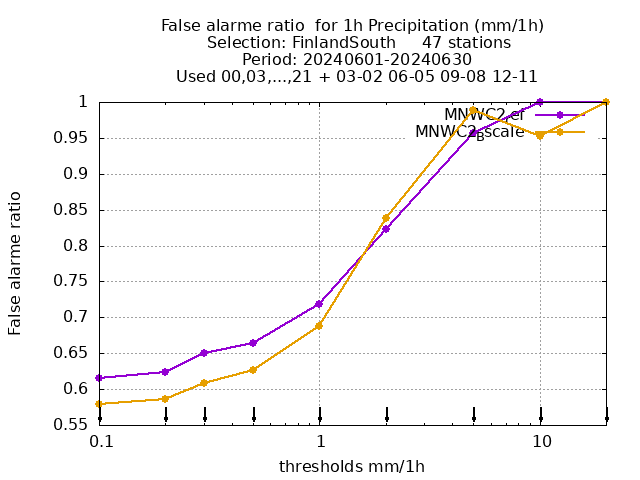 False alarme ratio  for 1h Precipitation (mm/1h)
Selection: FinlandSouth     47 stations
Period: 20240601-20240630
Used 00,03,...,21 + 03-02 06-05 09-08 12-11
False alarme ratio
1
0.95
0.9
0.85
0.8
0.75
0.7
0.65
0.6
0.55
0.1
1
10
thresholds mm/1h